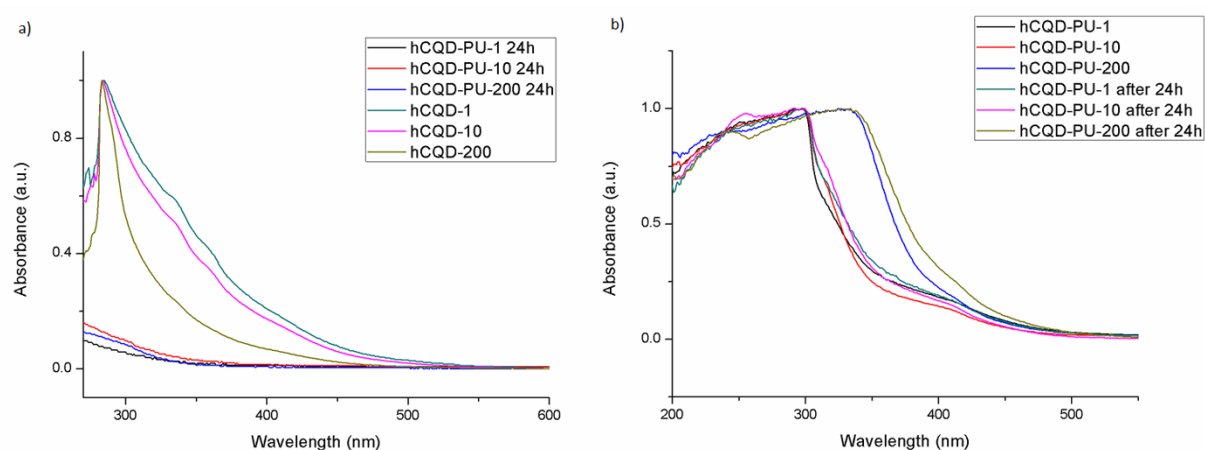 a)
hCQD-PU-1 24h
hCQD-PU-10 24h
hCQD-PU-200 24h
hCQD-1
hCQD-10
hCQD-200
0.8
0.4
0.0
Absorbance (a.u.)
300
400
500
600
Wavelength (nm)
b)
hCQD-PU-1
hCQD-PU-10
hCQD-PU-200
hCQD-PU-1 after 24h
hCQD-PU-10 after 24h
hCQD-PU-200 after 24h
1.0
0.5
0.0
Absorbance (a.u.)
200
300
400
500
Wavelength (nm)